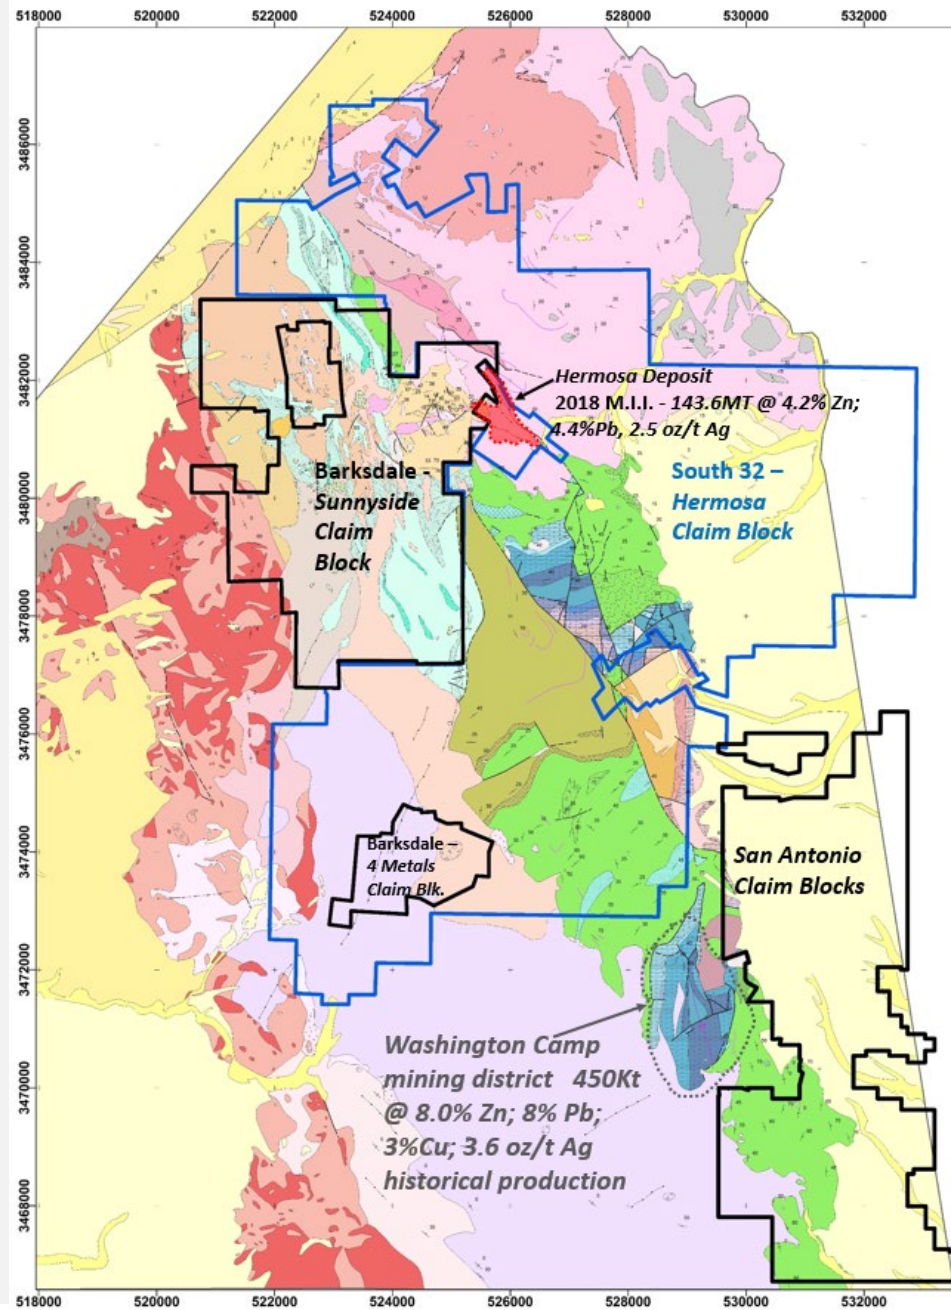 518000 520000 522000 524000 526000 528000 530000 532000
3486000
3484000
3482000
3480000
3478000
3476000
3474000
3472000
3470000
3468000
Hermosa Deposit
2018 M.I.I. - 143.6MT @ 4.2% Zn;
4.4%Pb, 2.5 oz/t Ag
Barksdale -
Sunnyside
Claim
Block
South 32 –
Hermosa
Claim Block
Barksdale –
4 Metals
Claim Blk.
San Antonio
Claim Blocks
Washington Camp
mining district 450Kt
@ 8.0% Zn; 8% Pb;
3%Cu; 3.6 oz/t Ag
historical production
518000 520000 522000 524000 526000 528000 530000 532000